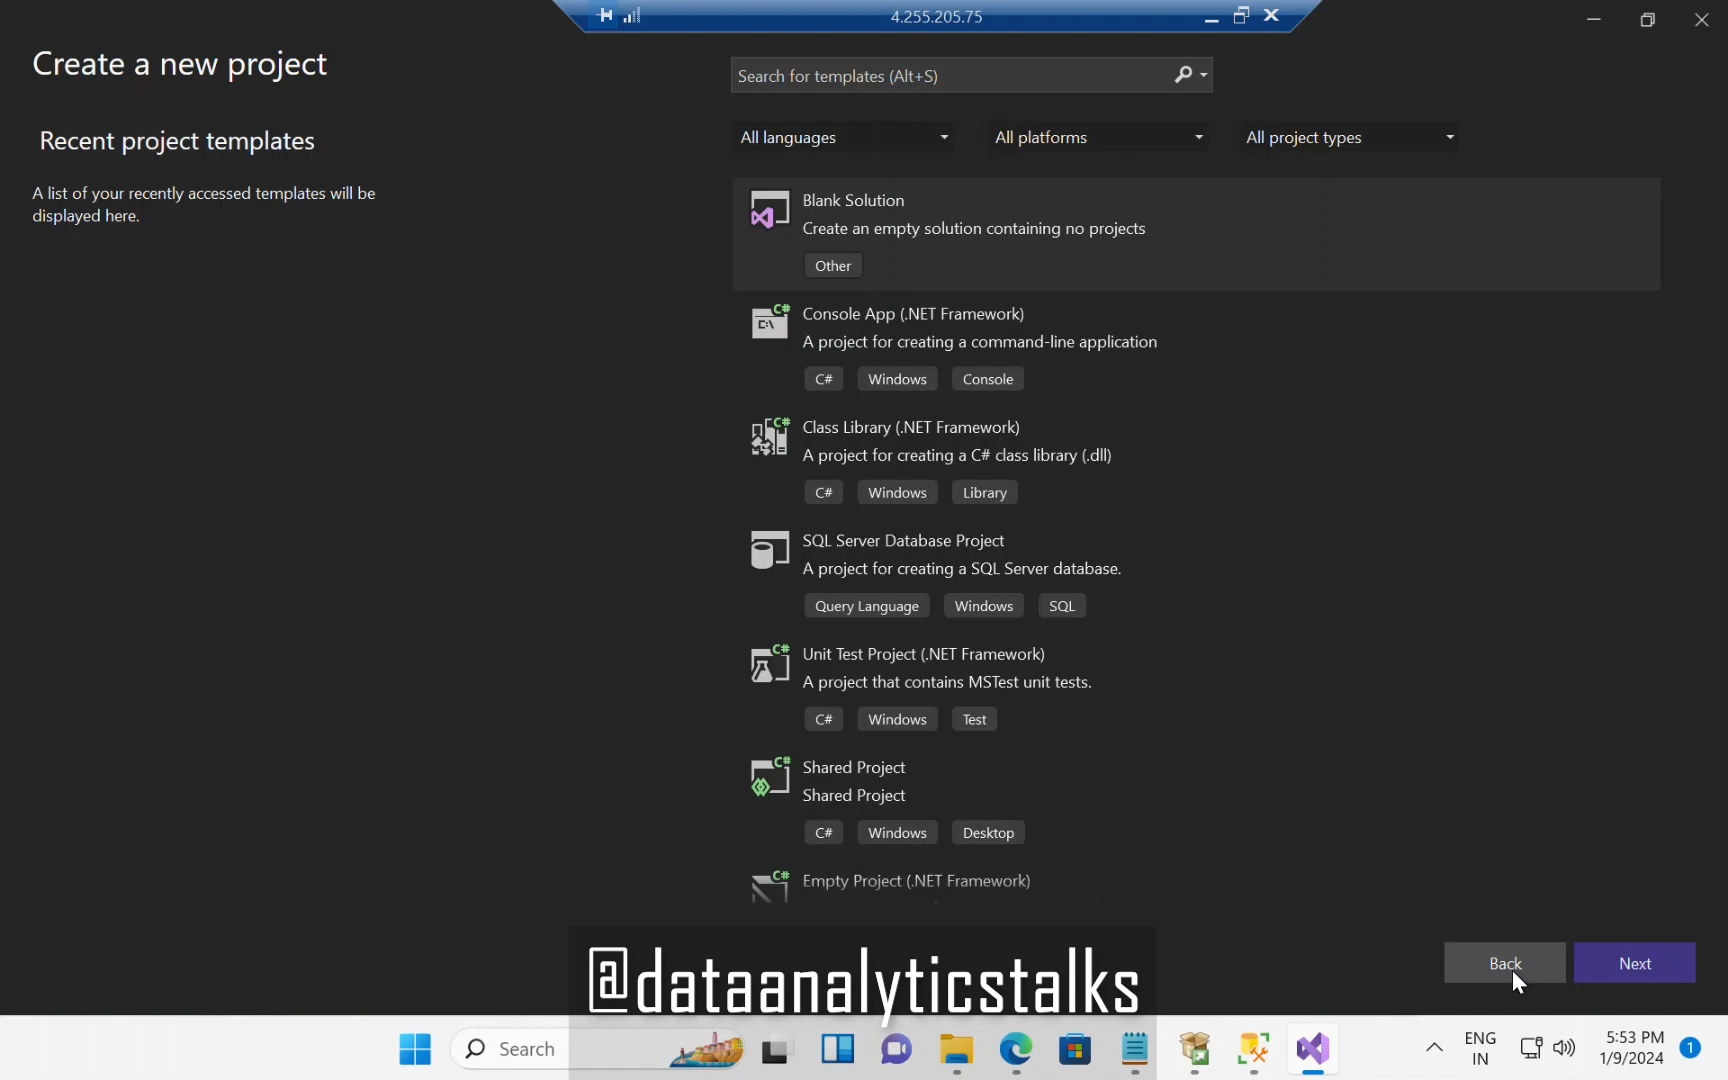 4.255.205.75
Create a new project
Search for templates (Alt+S)
Recent project templates
All languages
All platforms
All project types
A list of your recently accessed templates will be
displayed here.
Blank Solution
Create an empty solution containing no projects
Other
C#
Console App (.NET Framework)
A project for creating a command-line application
C# Windows Console
C#
Class Library (.NET Framework)
A project for creating a C# class library (.dll)
C# Windows Library
SQL Server Database Project
A project for creating a SQL Server database.
Query Language Windows SQL
C#
Unit Test Project (.NET Framework)
A project that contains MSTest unit tests.
C# Windows Test
C#
Shared Project
Shared Project
C# Windows Desktop
C#
Empty Project (.NET Framework)
Back
Next
@dataanalyticstalks
Search
ENG
IN
5:53 PM
1/9/2024
1